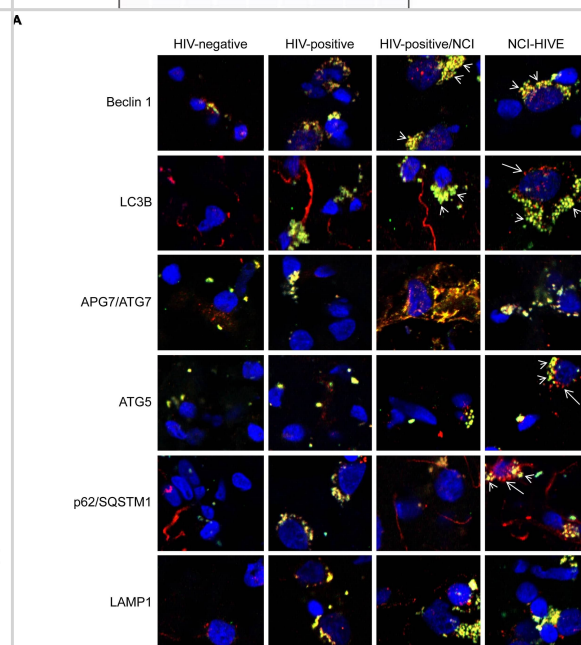 A
HIV-negative HIV-positive HIV-positive/NCI NCI-HIVE
Beclin 1
LC3B
APG7/ATG7
ATG5
p62/SQSTM1
LAMP1